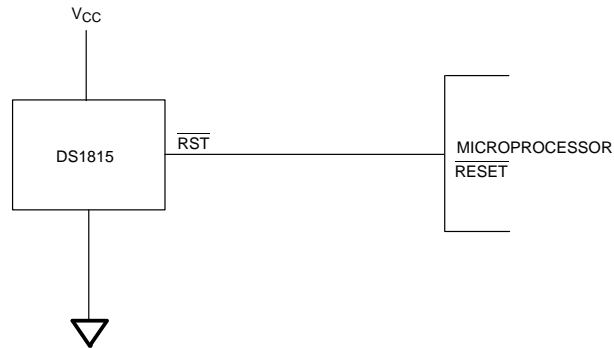 VCC
RST
DS1815
MICROPROCESSOR
RESET